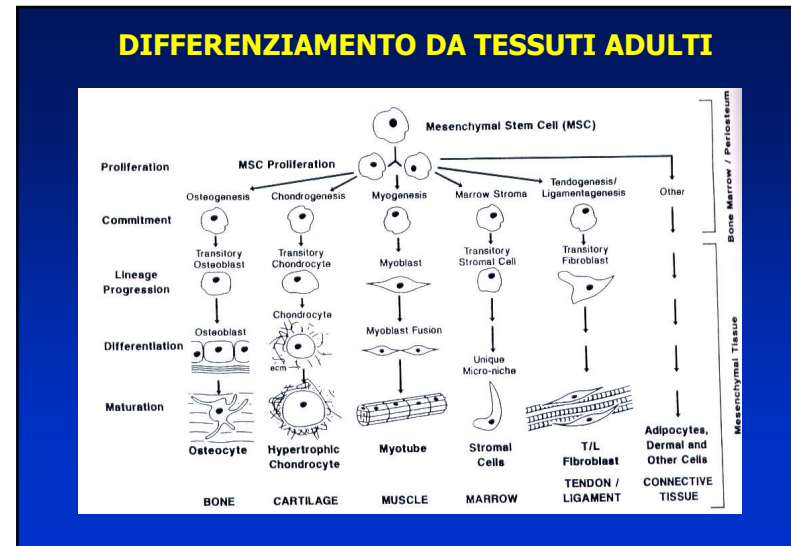 DIFFERENZIAMENTO DA TESSUTI ADULTI
Mesenchymal Stem Cell (MSC)
Proliferation
MSC Proliferation
Osteogenesis
Chondrogenesis
Myogenesis
Marrow Stroma
Tendogenesis/
Ligamentagenesis
Other
Bone Marrow / Periosteum
Commitment
Transitory
Osteoblast
Transitory
Chondrocyte
Myoblast
Transitory
Stromal Cell
Transitory
Fibroblast
Lineage
Progression
Chondrocyte
Differentiation
Osteoblast
ecm
Myoblast Fusion
Unique
Micro-niche
Mesenchymal Tissue
Maturation
Osteocyte
Hypertrophic
Chondrocyte
Myotube
Stromal
Cells
T/L
Fibroblast
Adipocytes,
Dermal and
Other Cells
BONE
CARTILAGE
MUSCLE
MARROW
TENDON /
LIGAMENT
CONNECTIVE
TISSUE